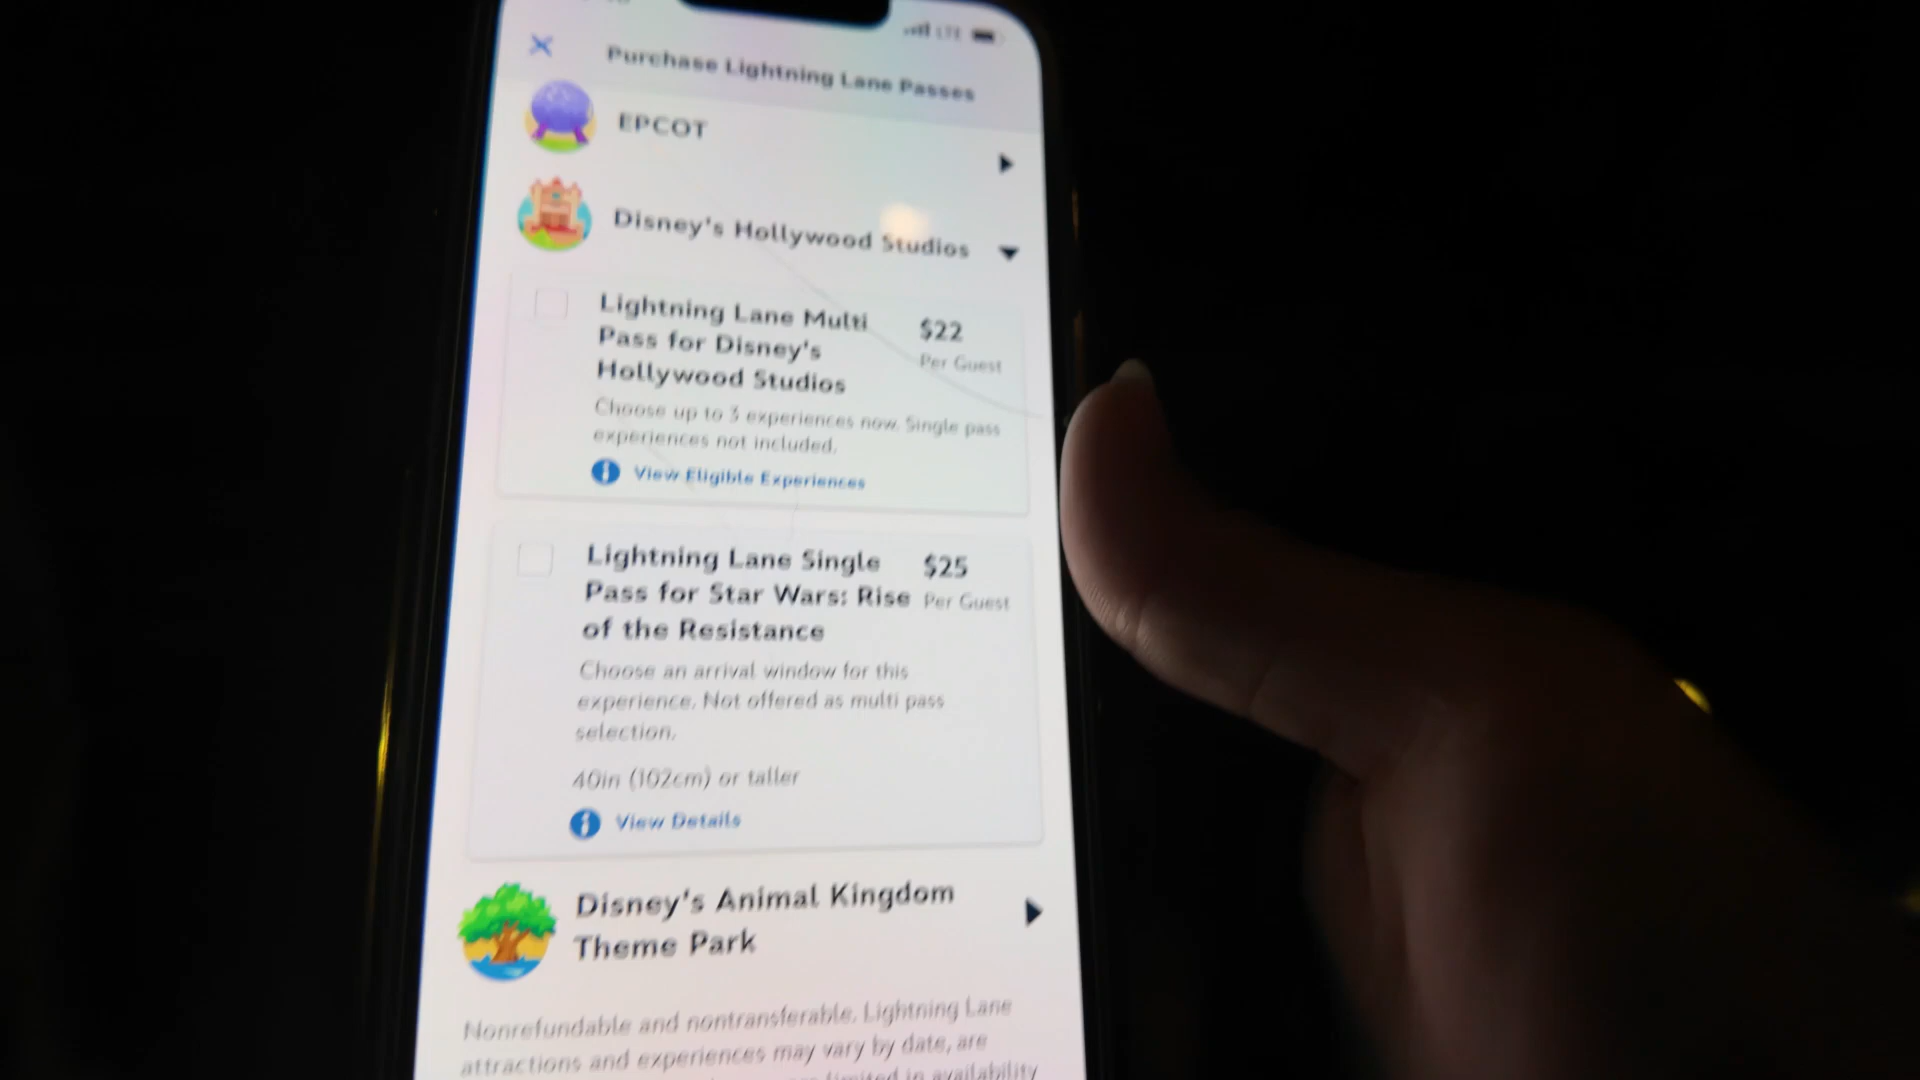 LTE
Purchase Lightning Lane Passes
EPCOT
Disney's Hollywood Studios
Lightning Lane Multi
Pass for Disney's
Hollywood Studios
$22
Per Guest
Choose up to 3 experiences now. Single pass
experiences not included.
View Eligible Experiences
Lightning Lane Single
Pass for Star Wars: Rise
of the Resistance
$25
Per Guest
Choose an arrival window for this
experience. Not offered as multi pass
selection.
40in (102cm) or taller
View Details
Disney's Animal Kingdom
Theme Park
Nonrefundable and nontransferable. Lightning Lane
attractions and experiences may vary by date, are
limited in availability